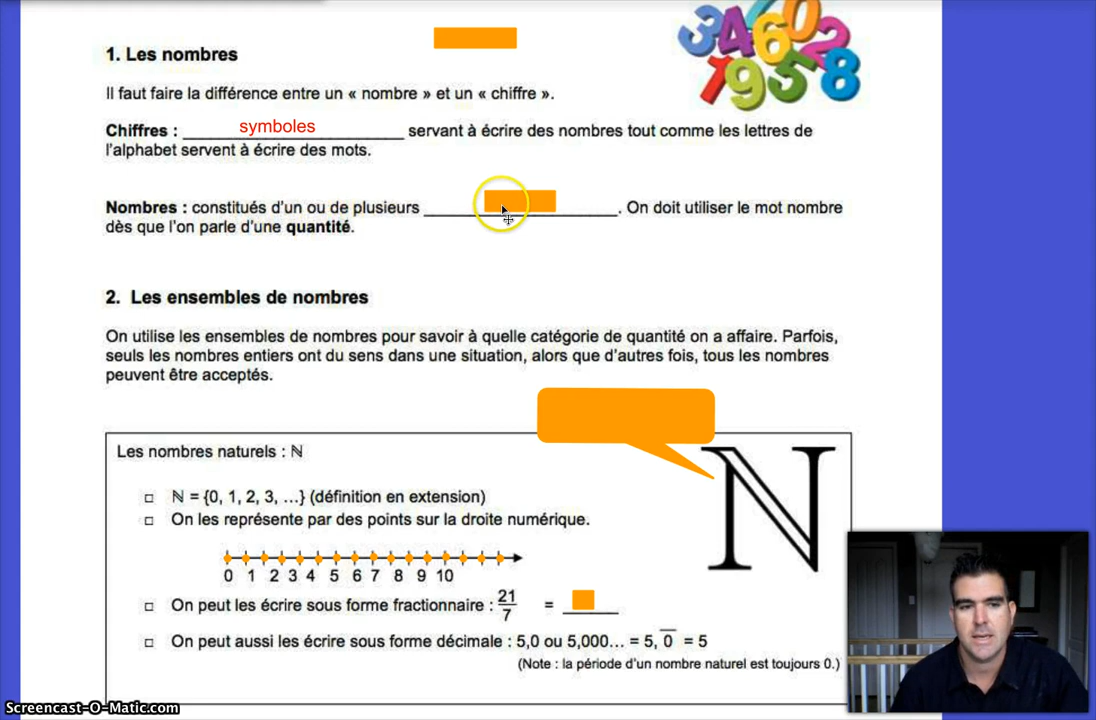 1. Les nombres
Il faut faire la différence entre un « nombre » et un « chiffre ».
Chiffres : symboles servant à écrire des nombres tout comme les lettres de
l'alphabet servent à écrire des mots.
Nombres : constitués d'un ou de plusieurs . On doit utiliser le mot nombre
dès que l'on parle d'une quantité.
2. Les ensembles de nombres
On utilise les ensembles de nombres pour savoir à quelle catégorie de quantité on a affaire. Parfois,
seuls les nombres entiers ont du sens dans une situation, alors que d'autres fois, tous les nombres
peuvent être acceptés.
Les nombres naturels : ℕ
N
ℕ = {0, 1, 2, 3, …} (définition en extension)
On les représente par des points sur la droite numérique.
0 1 2 3 4 5 6 7 8 9 10
On peut les écrire sous forme fractionnaire : 21/7 =
On peut aussi les écrire sous forme décimale : 5,0 ou 5,000… = 5, 0̅ = 5
(Note : la période d'un nombre naturel est toujours 0.)
Screencast-O-Matic.com